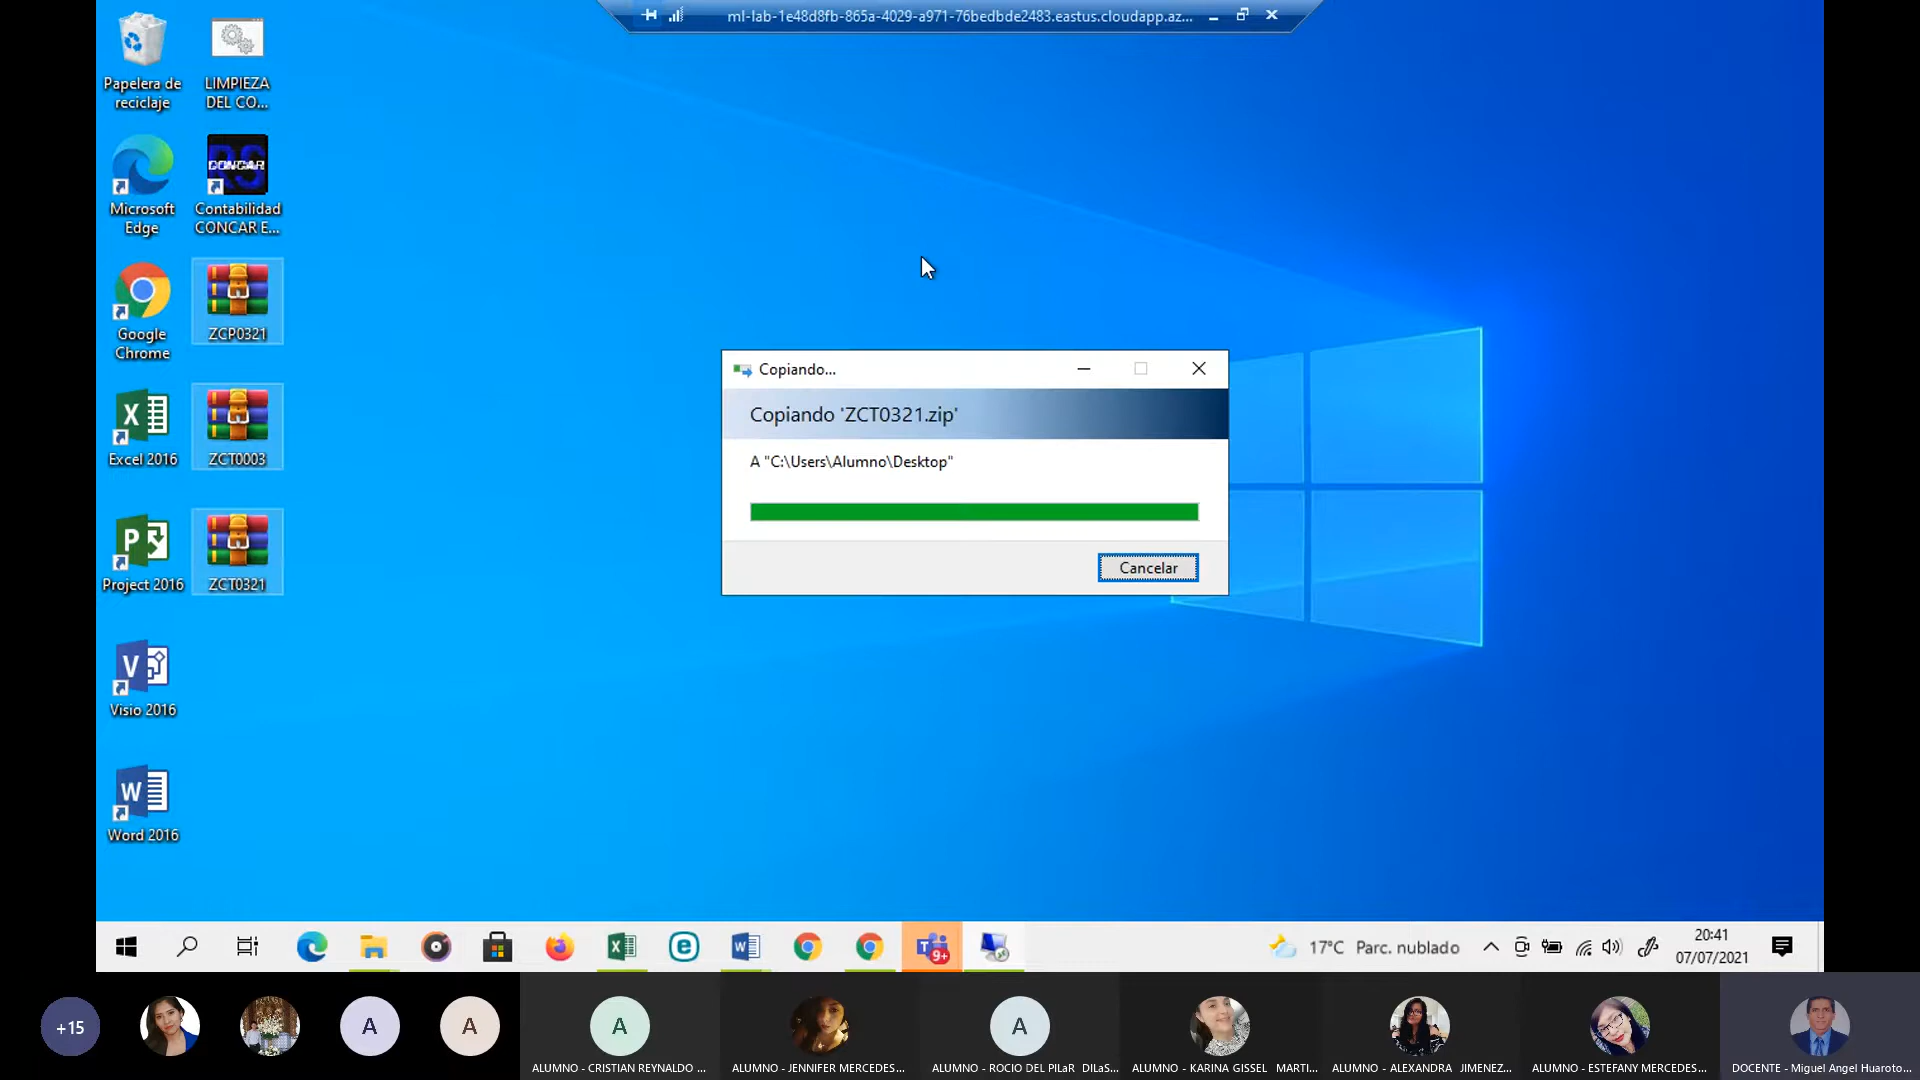 ml-lab-1e48d8fb-865a-4029-a971-76bedbde2483.eastus.cloudapp.az...
Papelera de
reciclaje
LIMPIEZA
DEL CO...
Microsoft
Edge
CONCAR
Contabilidad
CONCAR E...
Google
Chrome
ZCP0321
Excel 2016
ZCT0003
Project 2016
ZCT0321
Visio 2016
Word 2016
Copiando...
Copiando 'ZCT0321.zip'
A "C:\Users\Alumno\Desktop"
Cancelar
9+
17°C Parc. nublado
20:41
07/07/2021
+15
A
A
A
A
ALUMNO - CRISTIAN REYNALDO ...
ALUMNO - JENNIFER MERCEDES...
ALUMNO - ROCIO DEL PILaR DILaS...
ALUMNO - KARINA GISSEL MARTI...
ALUMNO - ALEXANDRA JIMENEZ...
ALUMNO - ESTEFANY MERCEDES...
DOCENTE - Miguel Angel Huaroto...